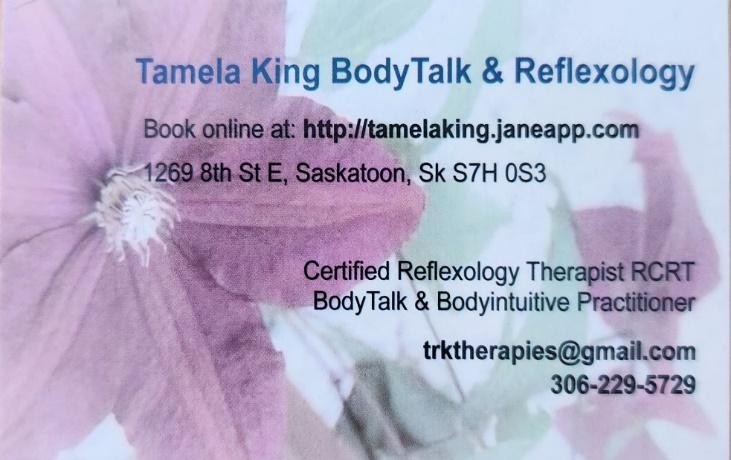 Tamela King BodyTalk & Reflexology
Book online at: http://tamelaking.janeapp.com
1269 8th St E, Saskatoon, Sk S7H 0S3
Certified Reflexology Therapist RCRT
BodyTalk & Bodyintuitive Practitioner
trktherapies@gmail.com
306-229-5729